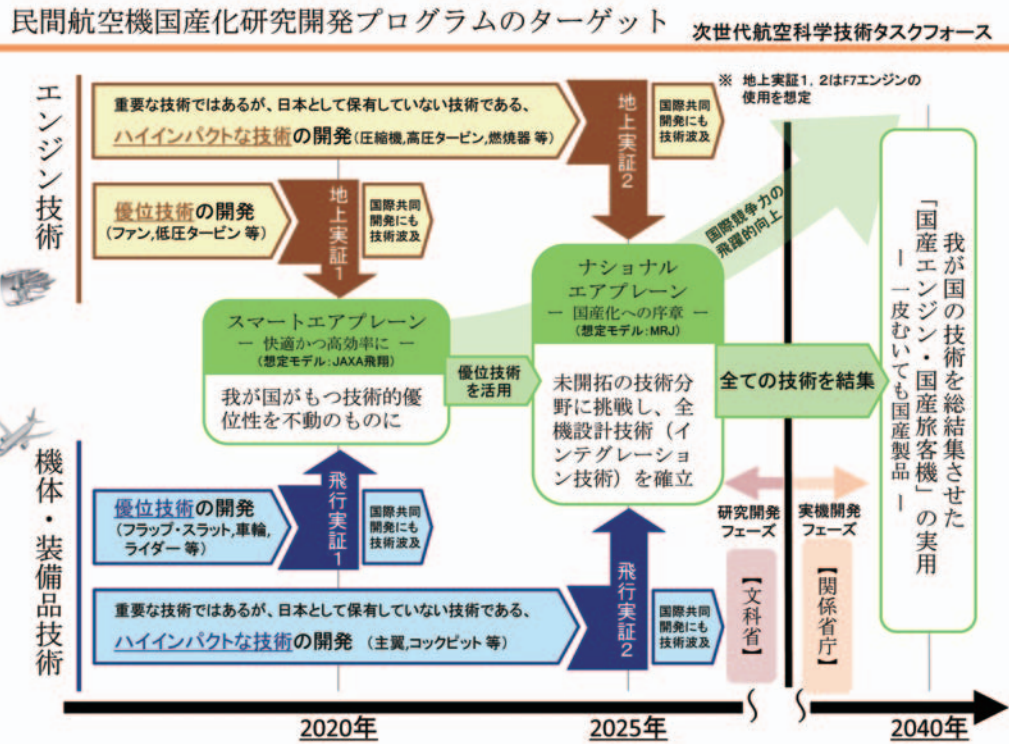 民間航空機国産化研究開発プログラムのターゲット
次世代航空科学技術タスクフォース
エンジン技術
重要な技術ではあるが、日本として保有していない技術である、
ハイインパクトな技術の開発(圧縮機,高圧タービン,燃焼器 等)
地上実証2
国際共同
開発にも
技術波及
※ 地上実証1, 2はF7エンジンの
使用を想定
優位技術の開発
(ファン,低圧タービン 等)
地上実証1
国際共同
開発にも
技術波及
国際競争力の
飛躍的向上
スマートエアプレーン
― 快適かつ高効率に ―
(想定モデル:JAXA飛翔)
我が国がもつ技術的優
位性を不動のものに
優位技術
を活用
ナショナル
エアプレーン
― 国産化への序章 ―
(想定モデル:MRJ)
未開拓の技術分
野に挑戦し、全
機設計技術(イ
ンテグレーショ
ン技術)を確立
全ての技術を結集
我が国の技術を総結集させた
「国産エンジン・国産旅客機」の実用
― 一皮むいても国産製品 ―
機体・装備品技術
優位技術の開発
(フラップ・スラット,車輪,
ライダー 等)
飛行実証1
国際共同
開発にも
技術波及
重要な技術ではあるが、日本として保有していない技術である、
ハイインパクトな技術の開発 (主翼,コックピット 等)
飛行実証2
国際共同
開発にも
技術波及
研究開発
フェーズ
実機開発
フェーズ
【文科省】
【関係省庁】
2020年
2025年
2040年